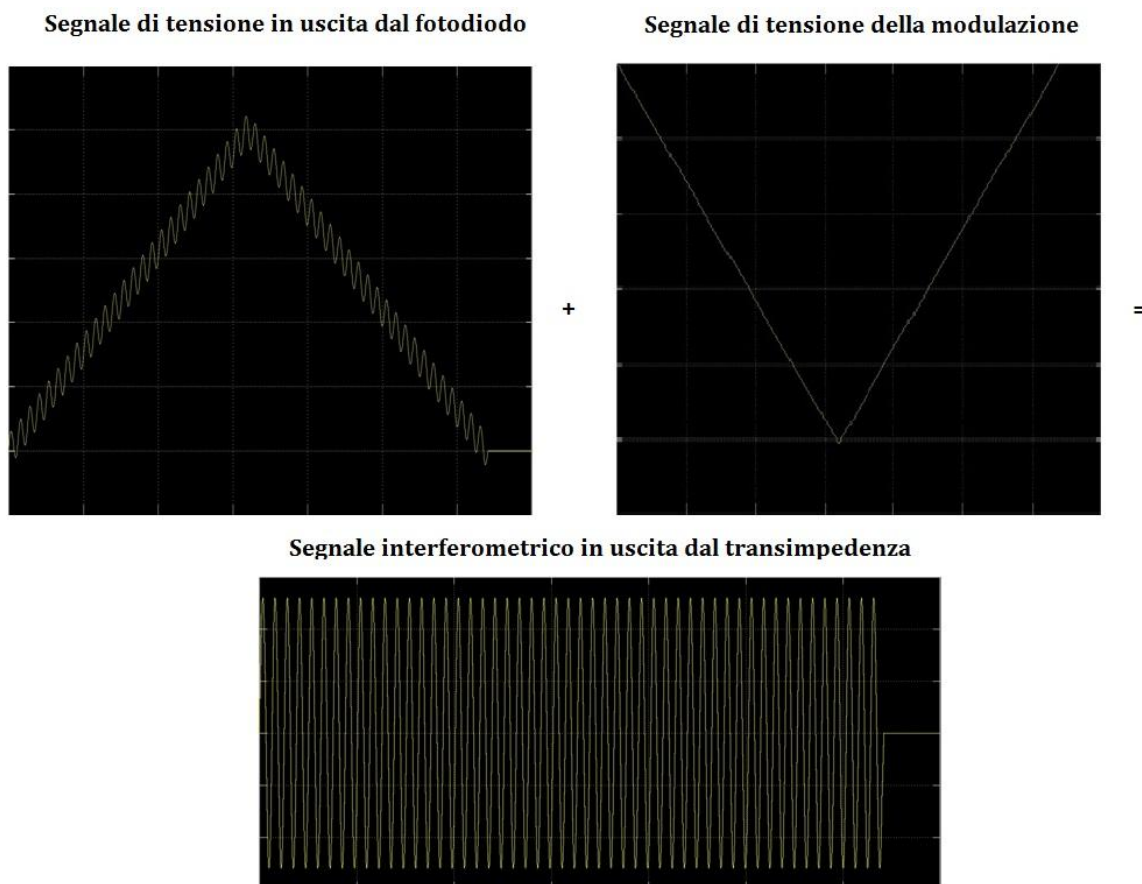 Segnale di tensione in uscita dal fotodiodo
Segnale di tensione della modulazione
+
=
Segnale interferometrico in uscita dal transimpedenza